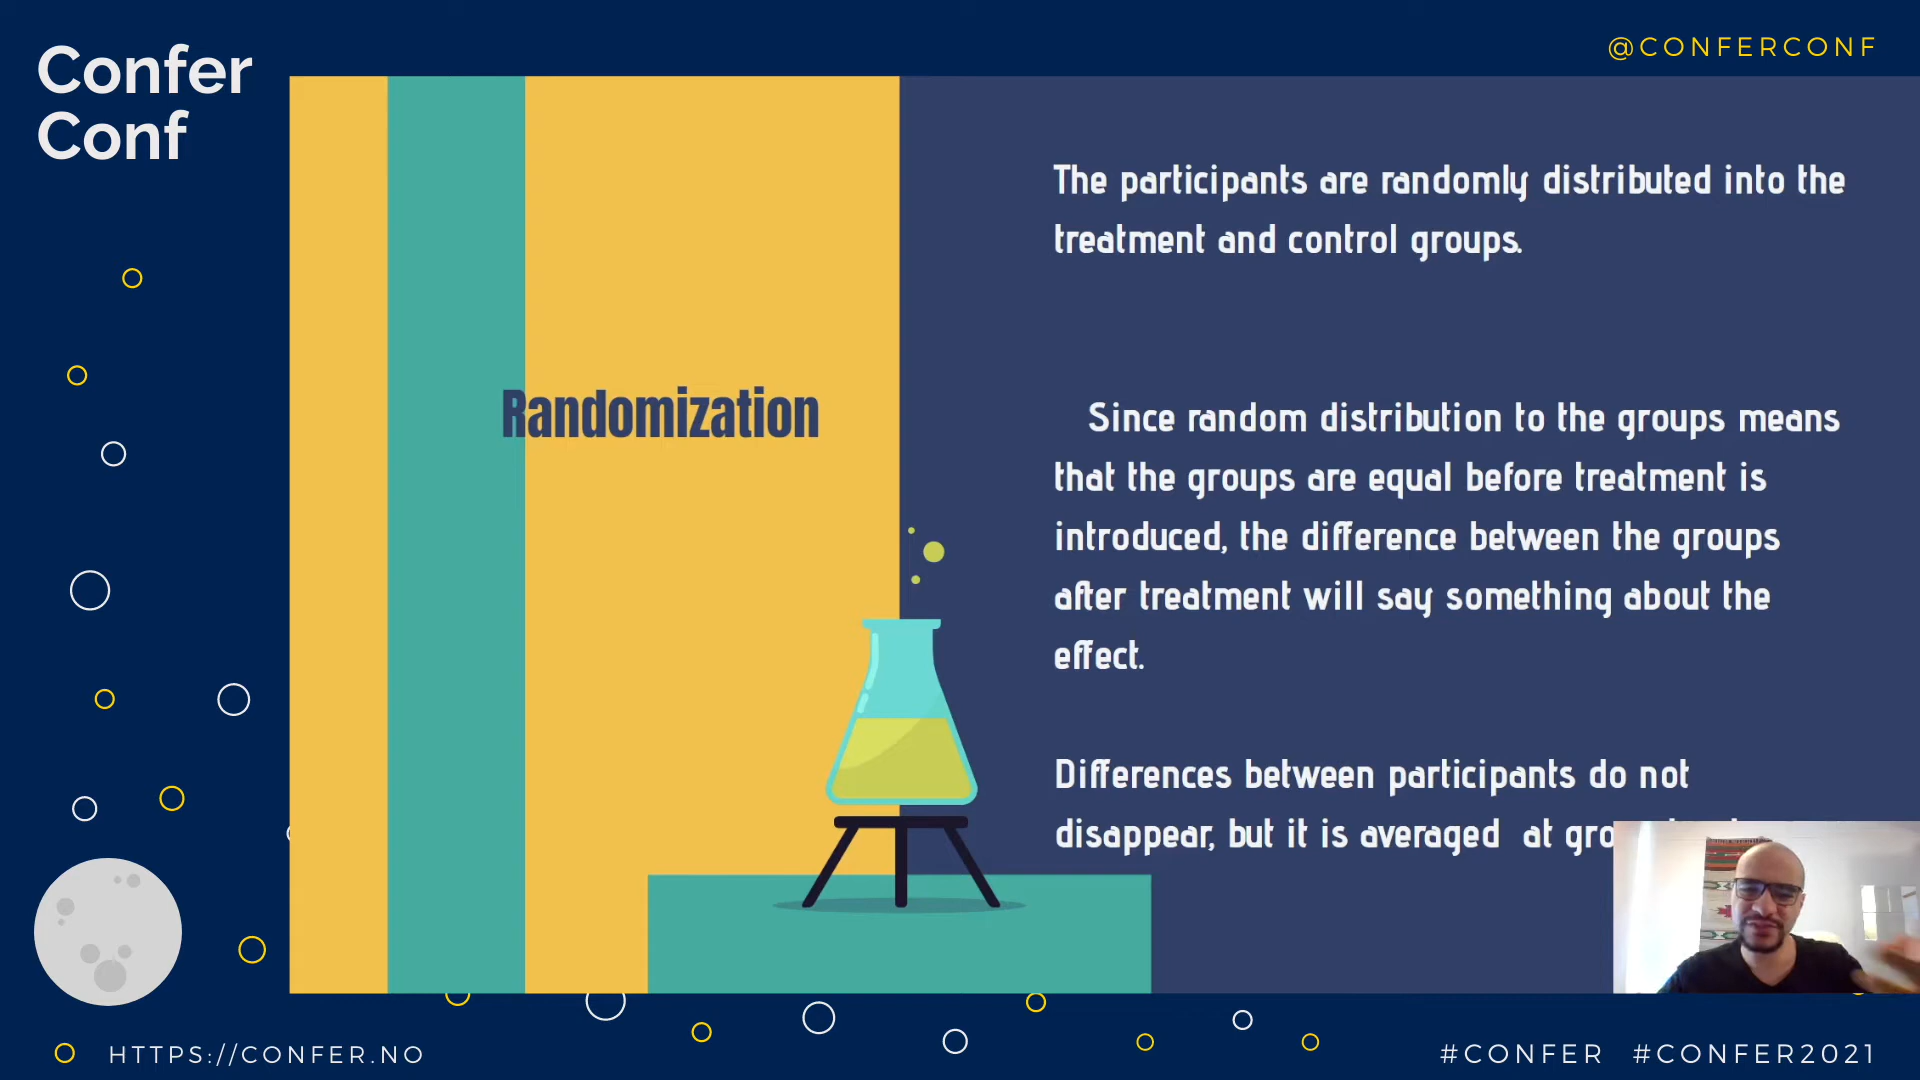 Confer
Conf
@CONFERCONF
Randomization
The participants are randomly distributed into the
treatment and control groups.
Since random distribution to the groups means
that the groups are equal before treatment is
introduced, the difference between the groups
after treatment will say something about the
effect.
Differences between participants do not
disappear, but it is averaged at
HTTPS://CONFER.NO
#CONFER #CONFER2021